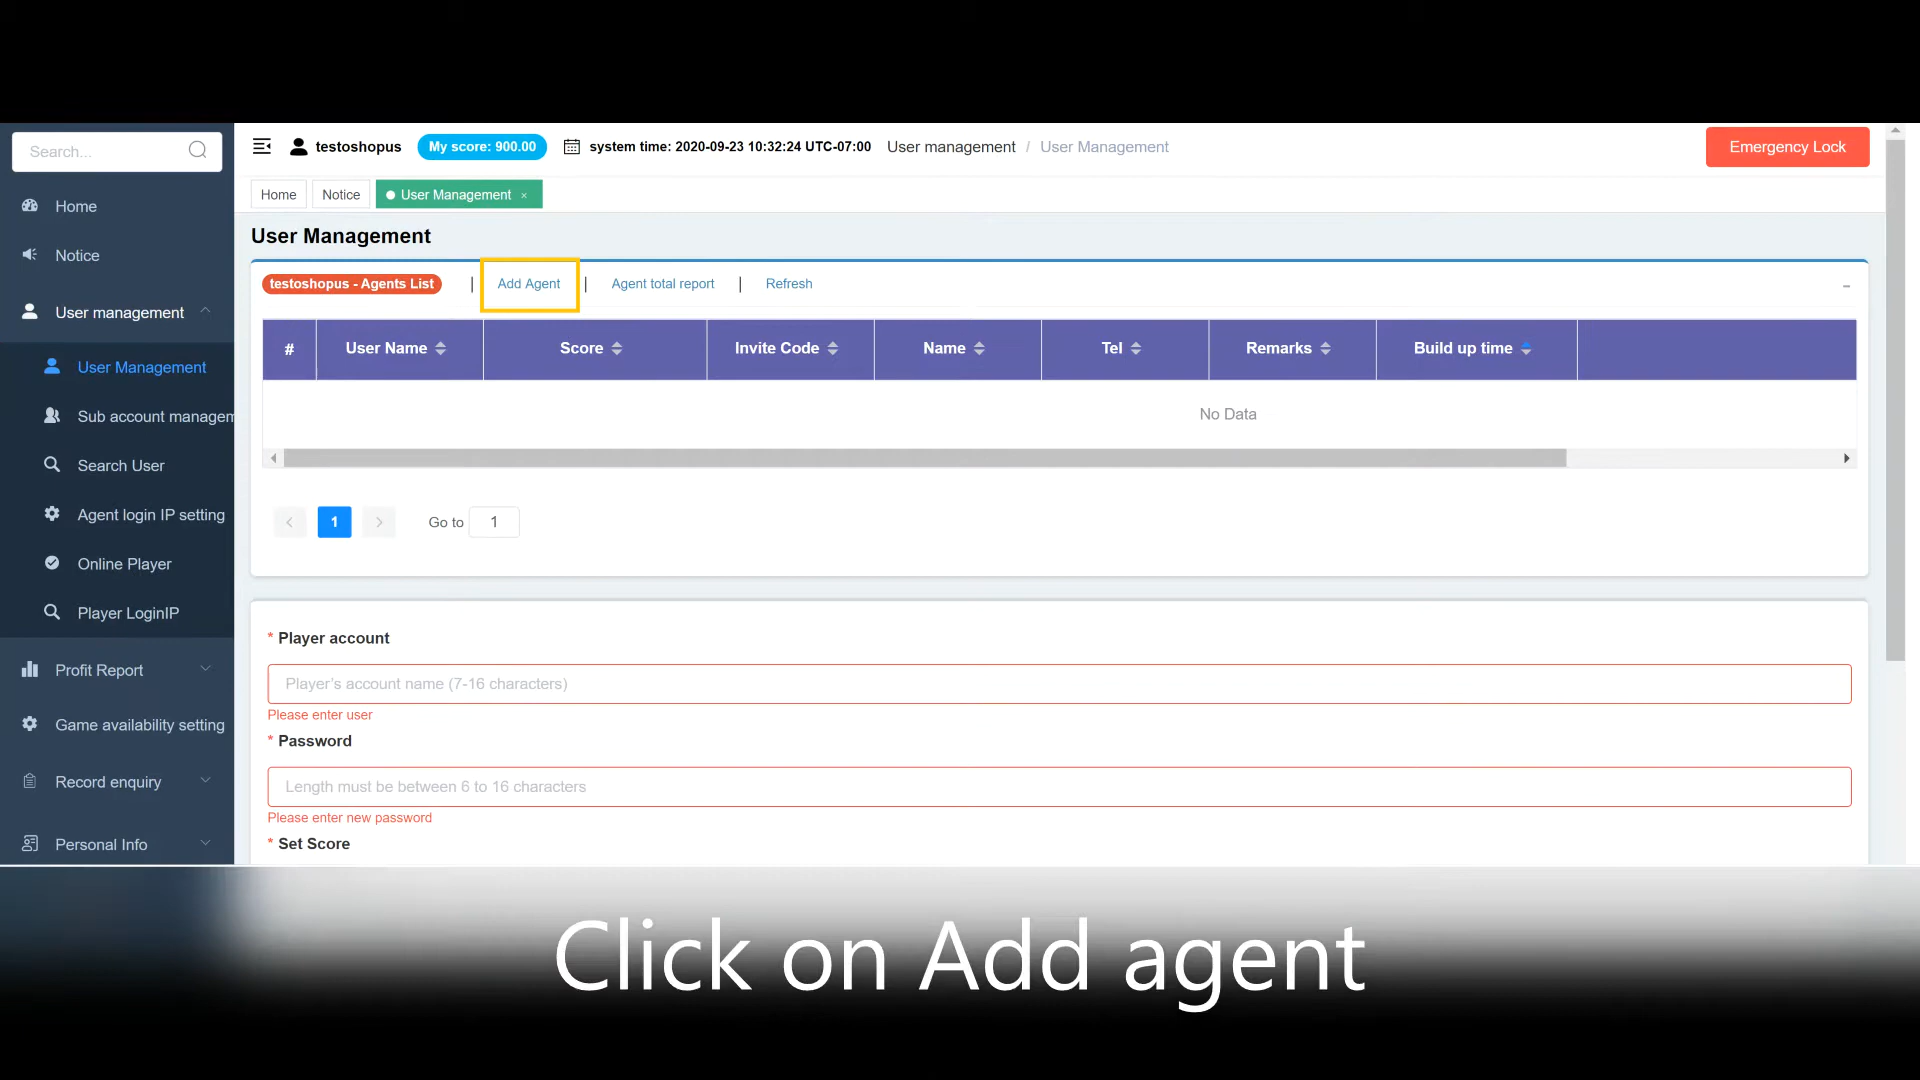 Search...
testoshopus
My score: 900.00
system time: 2020-09-23 10:32:24 UTC-07:00
User management / User Management
Emergency Lock
Home
Notice
User Management ×
Home
Notice
User management
User Management
Sub account managem
Search User
Agent login IP setting
Online Player
Player LoginIP
Profit Report
Game availability setting
Record enquiry
Personal Info
User Management
testoshopus - Agents List | Add Agent | Agent total report | Refresh
# User Name Score Invite Code Name Tel Remarks Build up time
No Data
1 Go to 1
* Player account
Player's account name (7-16 characters)
Please enter user
* Password
Length must be between 6 to 16 characters
Please enter new password
* Set Score
Click on Add agent